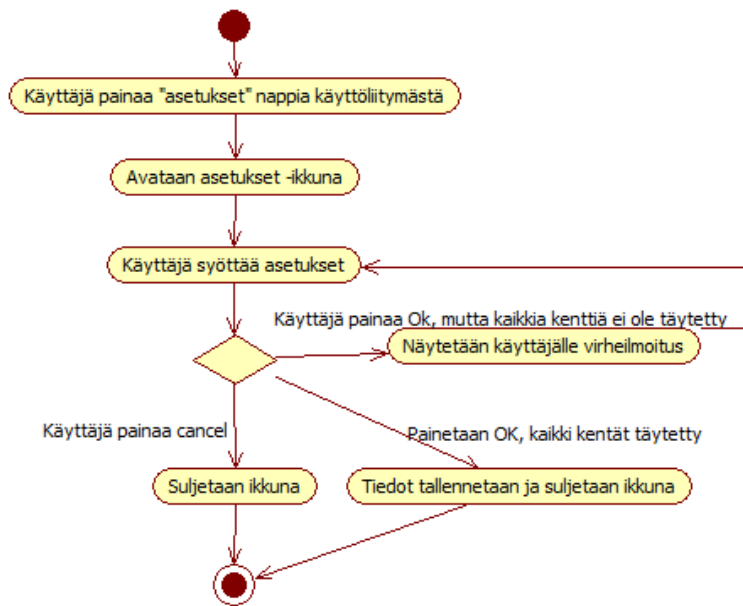 Käyttäjä painaa "asetukset" nappia käyttöliitymästä
Avataan asetukset -ikkuna
Käyttäjä syöttää asetukset
Käyttäjä painaa Ok, mutta kaikkia kenttiä ei ole täytetty
Näytetään käyttäjälle virheilmoitus
Käyttäjä painaa cancel
Painetaan OK, kaikki kentät täytetty
Suljetaan ikkuna
Tiedot tallennetaan ja suljetaan ikkuna